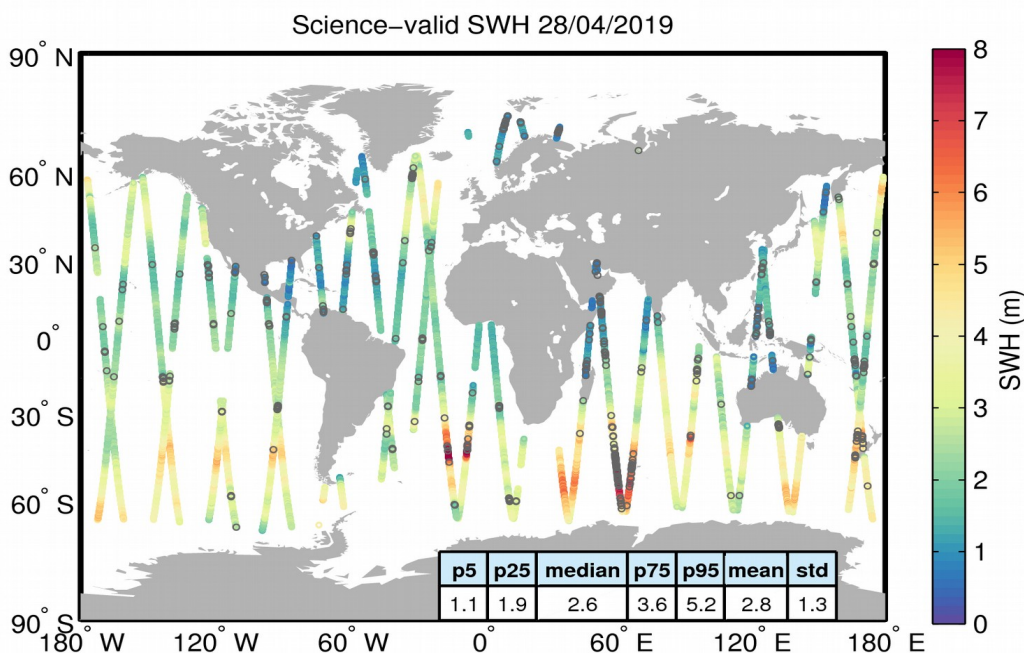 Science−valid SWH 28/04/2019
90° N
60° N
30° N
0°
30° S
60° S
90° S
180° W
120° W
60° W
0°
60° E
120° E
180° E
p5 p25 median p75 p95 mean std
1.1 1.9 2.6 3.6 5.2 2.8 1.3
8
7
6
5
4
3
2
1
0
SWH (m)